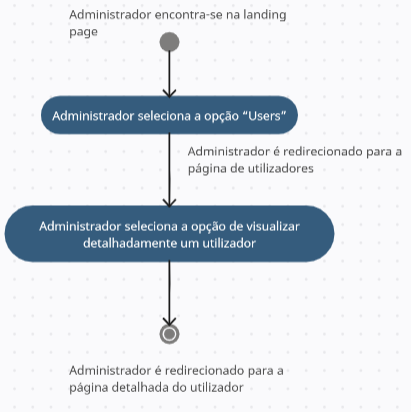 Administrador encontra-se na landing
page
Administrador seleciona a opção “Users”
Administrador é redirecionado para a
página de utilizadores
Administrador seleciona a opção de visualizar
detalhadamente um utilizador
Administrador é redirecionado para a
página detalhada do utilizador